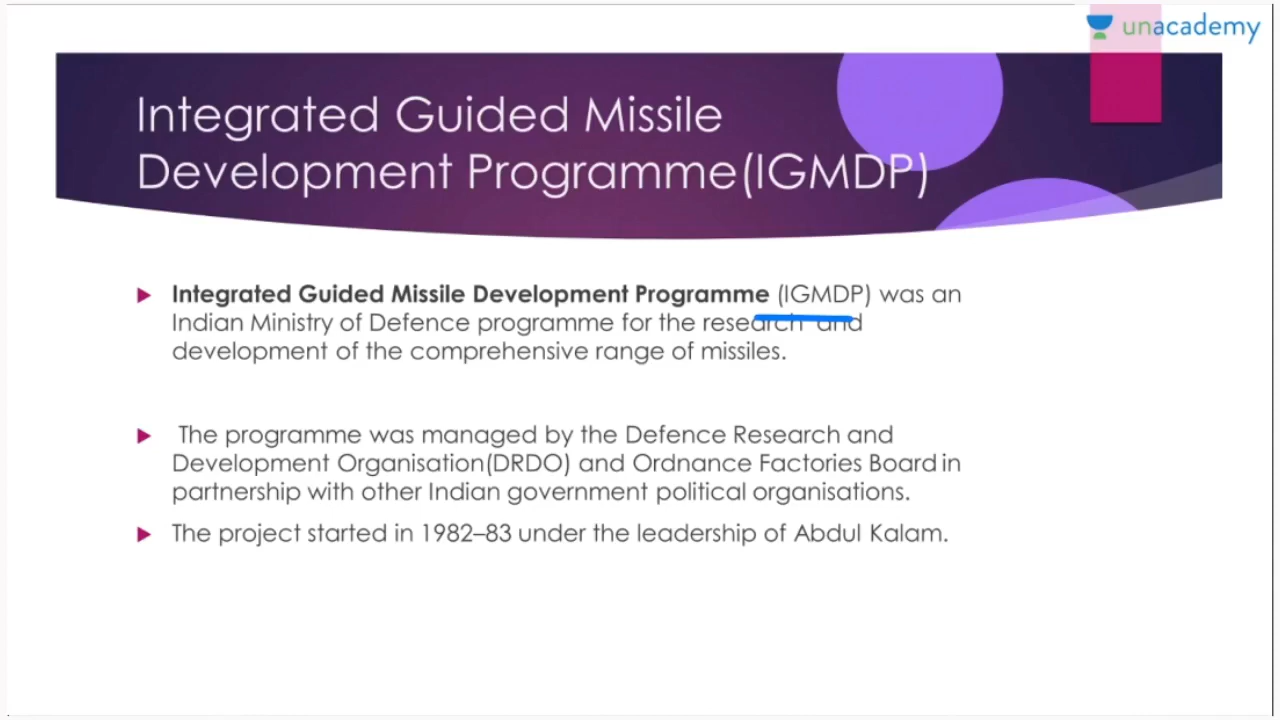 unacademy
Integrated Guided Missile
Development Programme(IGMDP)
Integrated Guided Missile Development Programme (IGMDP) was an
Indian Ministry of Defence programme for the research and
development of the comprehensive range of missiles.
The programme was managed by the Defence Research and
Development Organisation(DRDO) and Ordnance Factories Board in
partnership with other Indian government political organisations.
The project started in 1982–83 under the leadership of Abdul Kalam.